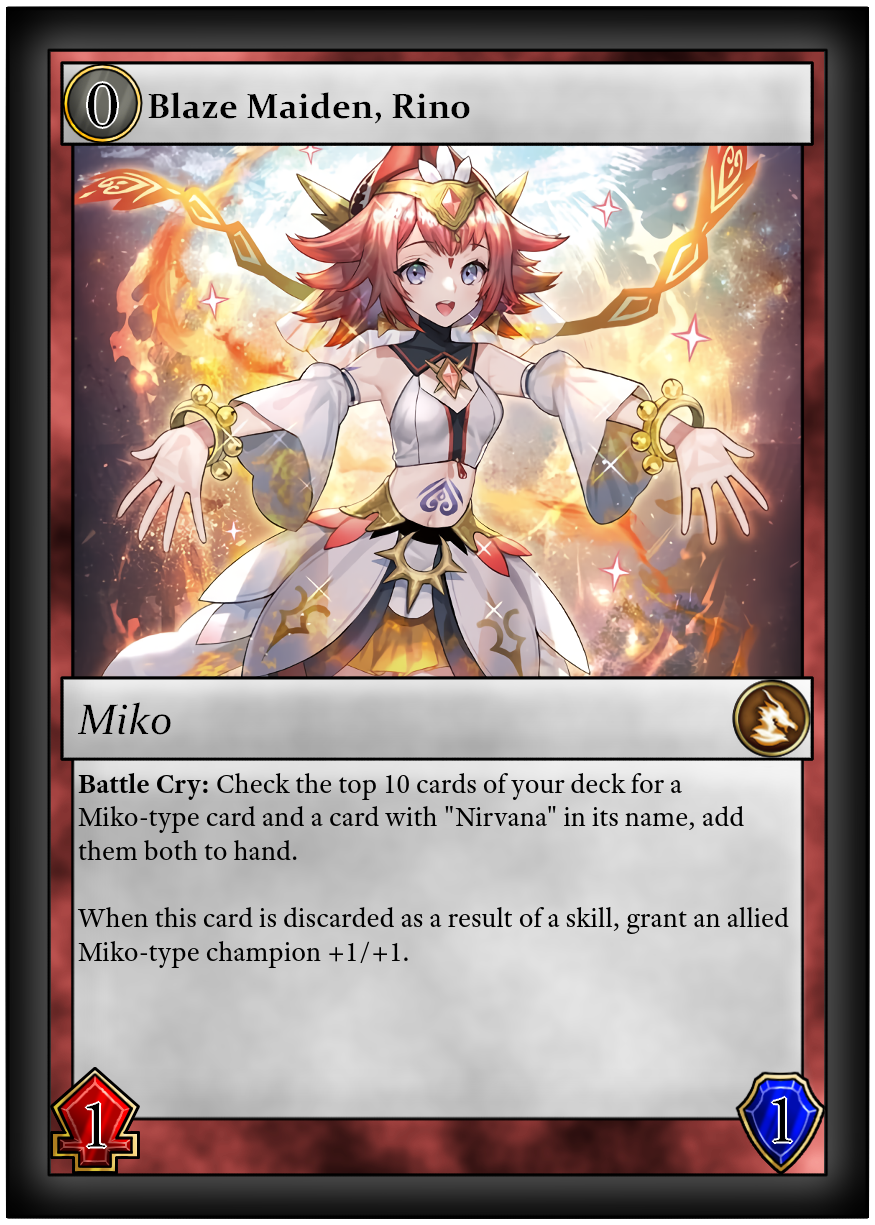 0
Blaze Maiden, Rino
Miko
Battle Cry: Check the top 10 cards of your deck for a
Miko-type card and a card with "Nirvana" in its name, add
them both to hand.
When this card is discarded as a result of a skill, grant an allied
Miko-type champion +1/+1.
1
1